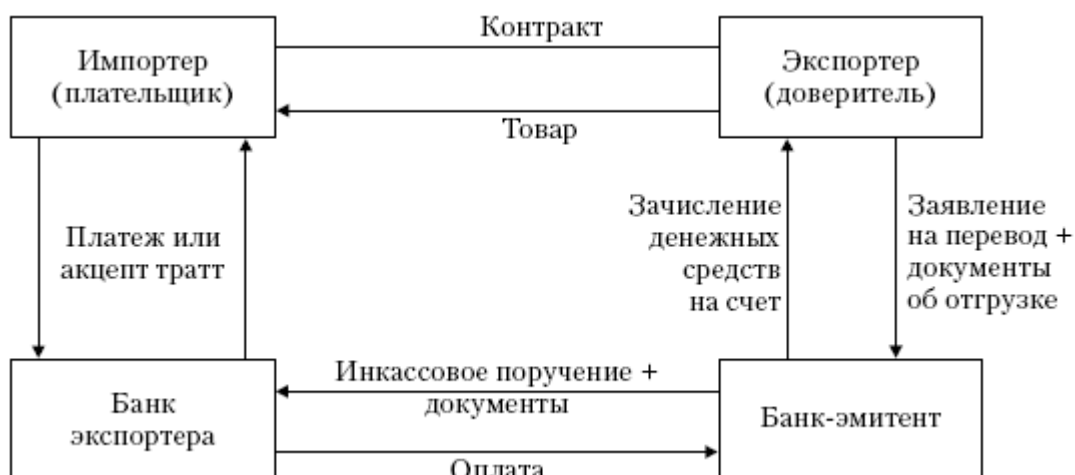 Контракт
Импортер
(плательщик)
Экспортер
(доверитель)
Товар
Платеж или
акцепт тратт
Зачисление
денежных
средств
на счет
Заявление
на перевод +
документы
об отгрузке
Инкассовое поручение +
документы
Банк
экспортера
Банк-эмитент
Оплата